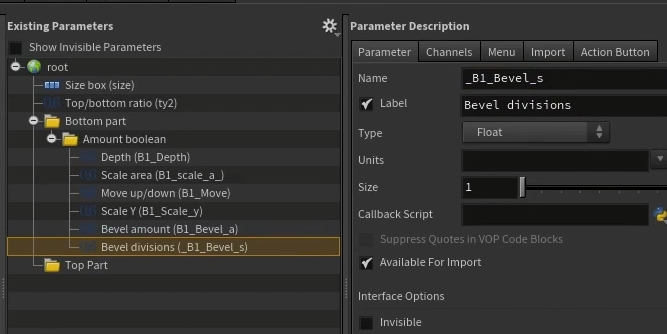 Existing Parameters
Show Invisible Parameters
root
Size box (size)
Top/bottom ratio (ty2)
Bottom part
Amount boolean
Depth (B1_Depth)
Scale area (B1_scale_a_)
Move up/down (B1_Move)
Scale Y (B1_Scale_y)
Bevel amount (B1_Bevel_a)
Bevel divisions (_B1_Bevel_s)
Top Part
Parameter Description
Parameter Channels Menu Import Action Button
Name _B1_Bevel_s
Label Bevel divisions
Type Float
Units
Size 1
Callback Script
Suppress Quotes in VOP Code Blocks
Available For Import
Interface Options
Invisible